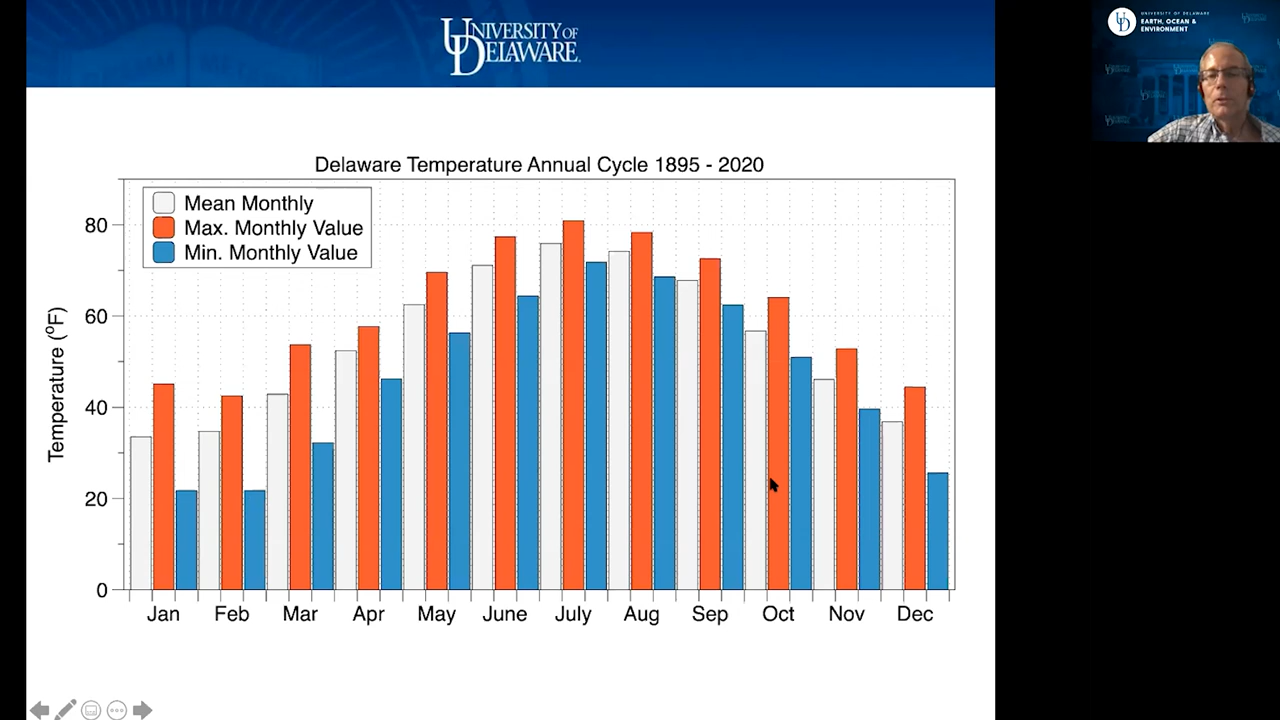 UNIVERSITY OF
DELAWARE
UNIVERSITY OF DELAWARE
EARTH, OCEAN &
ENVIRONMENT
Delaware Temperature Annual Cycle 1895 - 2020
Mean Monthly
Max. Monthly Value
Min. Monthly Value
Temperature (ºF)
80
60
40
20
0
Jan Feb Mar Apr May June July Aug Sep Oct Nov Dec